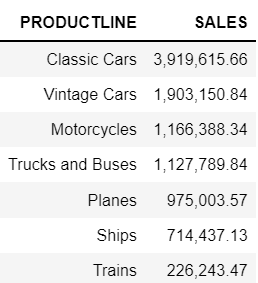 PRODUCTLINE SALES
Classic Cars 3,919,615.66
Vintage Cars 1,903,150.84
Motorcycles 1,166,388.34
Trucks and Buses 1,127,789.84
Planes 975,003.57
Ships 714,437.13
Trains 226,243.47